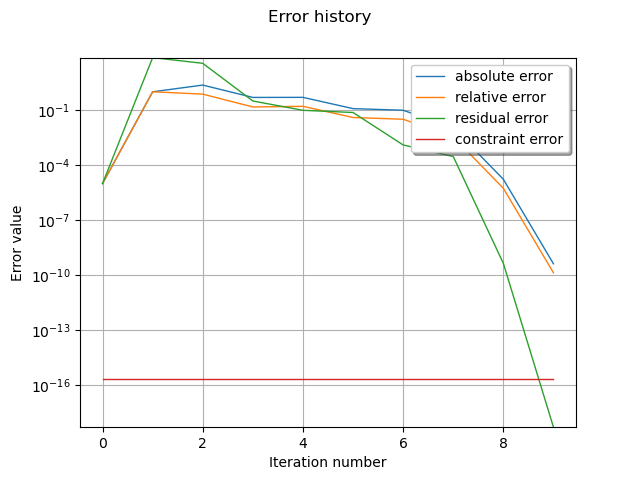 Error history
absolute error
relative error
residual error
constraint error
10⁻¹
10⁻⁴
10⁻⁷
10⁻¹⁰
10⁻¹³
10⁻¹⁶
Error value
0 2 4 6 8
Iteration number